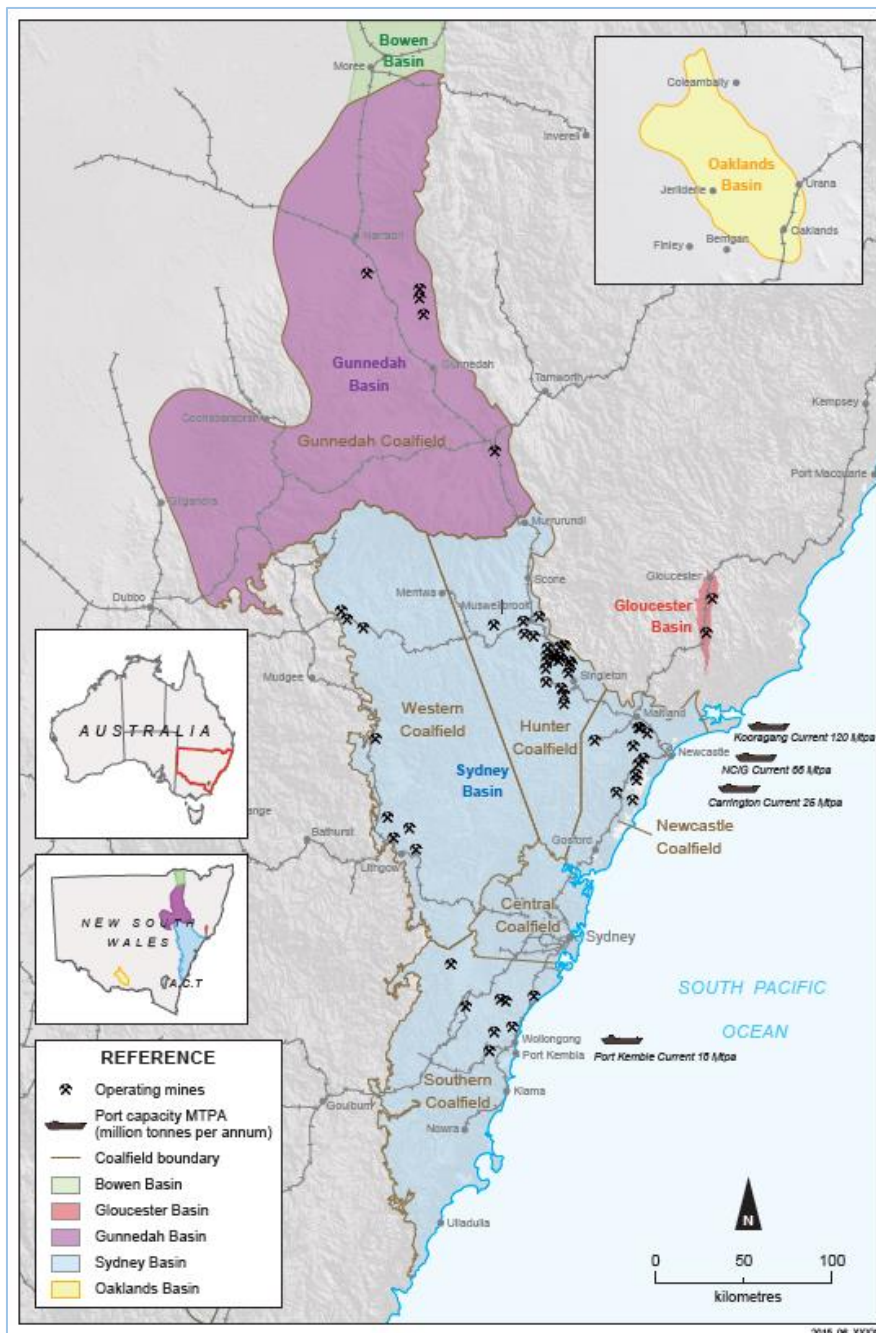 Bowen
Basin
Moree
Inverell
Coleambally
Oaklands
Basin
Urana
Jerilderie
Oaklands
Finley
Berrigan
Narrabri
Gunnedah
Basin
Gunnedah
Tamworth
Kempsey
Coonabarabran
Gunnedah Coalfield
Port Macquarie
Gilgandra
Murrurundi
Scone
Gloucester
Merriwa
Muswellbrook
Dubbo
Gloucester
Basin
Mudgee
Singleton
Western
Coalfield
Hunter
Coalfield
Maitland
Kooragang Current 120 Mtpa
Newcastle
NCIG Current 66 Mtpa
Sydney
Basin
Carrington Current 25 Mtpa
AUSTRALIA
ange
Bathurst
Lithgow
Gosford
Newcastle
Coalfield
Central
Coalfield
Sydney
NEW SOUTH
WALES
A.C.T
SOUTH PACIFIC
OCEAN
Wollongong
Port Kembla
Port Kembla Current 18 Mtpa
Kiama
Southern
Coalfield
Goulburn
Nowra
Ulladulla
REFERENCE
Operating mines
Port capacity MTPA
(million tonnes per annum)
Coalfield boundary
Bowen Basin
Gloucester Basin
Gunnedah Basin
Sydney Basin
Oaklands Basin
N
0 50 100
kilometres